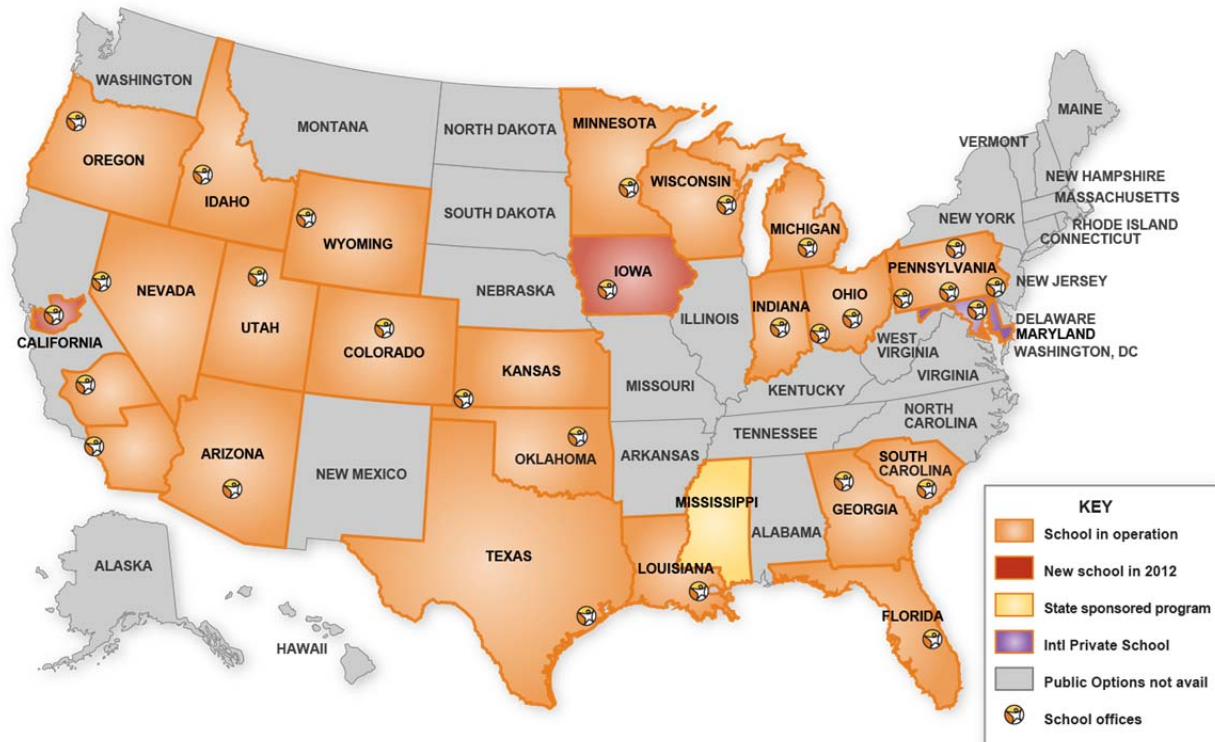 WASHINGTON
MONTANA
NORTH DAKOTA
MINNESOTA
MAINE
VERMONT
OREGON
IDAHO
WISCONSIN
NEW HAMPSHIRE
MASSACHUSETTS
SOUTH DAKOTA
NEW YORK
RHODE ISLAND
CONNECTICUT
WYOMING
MICHIGAN
IOWA
PENNSYLVANIA
NEW JERSEY
NEVADA
NEBRASKA
INDIANA
OHIO
UTAH
ILLINOIS
DELAWARE
MARYLAND
WASHINGTON, DC
CALIFORNIA
COLORADO
WEST
VIRGINIA
KANSAS
MISSOURI
KENTUCKY
VIRGINIA
NORTH
CAROLINA
TENNESSEE
ARIZONA
OKLAHOMA
ARKANSAS
SOUTH
CAROLINA
NEW MEXICO
MISSISSIPPI
GEORGIA
ALABAMA
TEXAS
LOUISIANA
ALASKA
FLORIDA
HAWAII
KEY
School in operation
New school in 2012
State sponsored program
Intl Private School
Public Options not avail
School offices